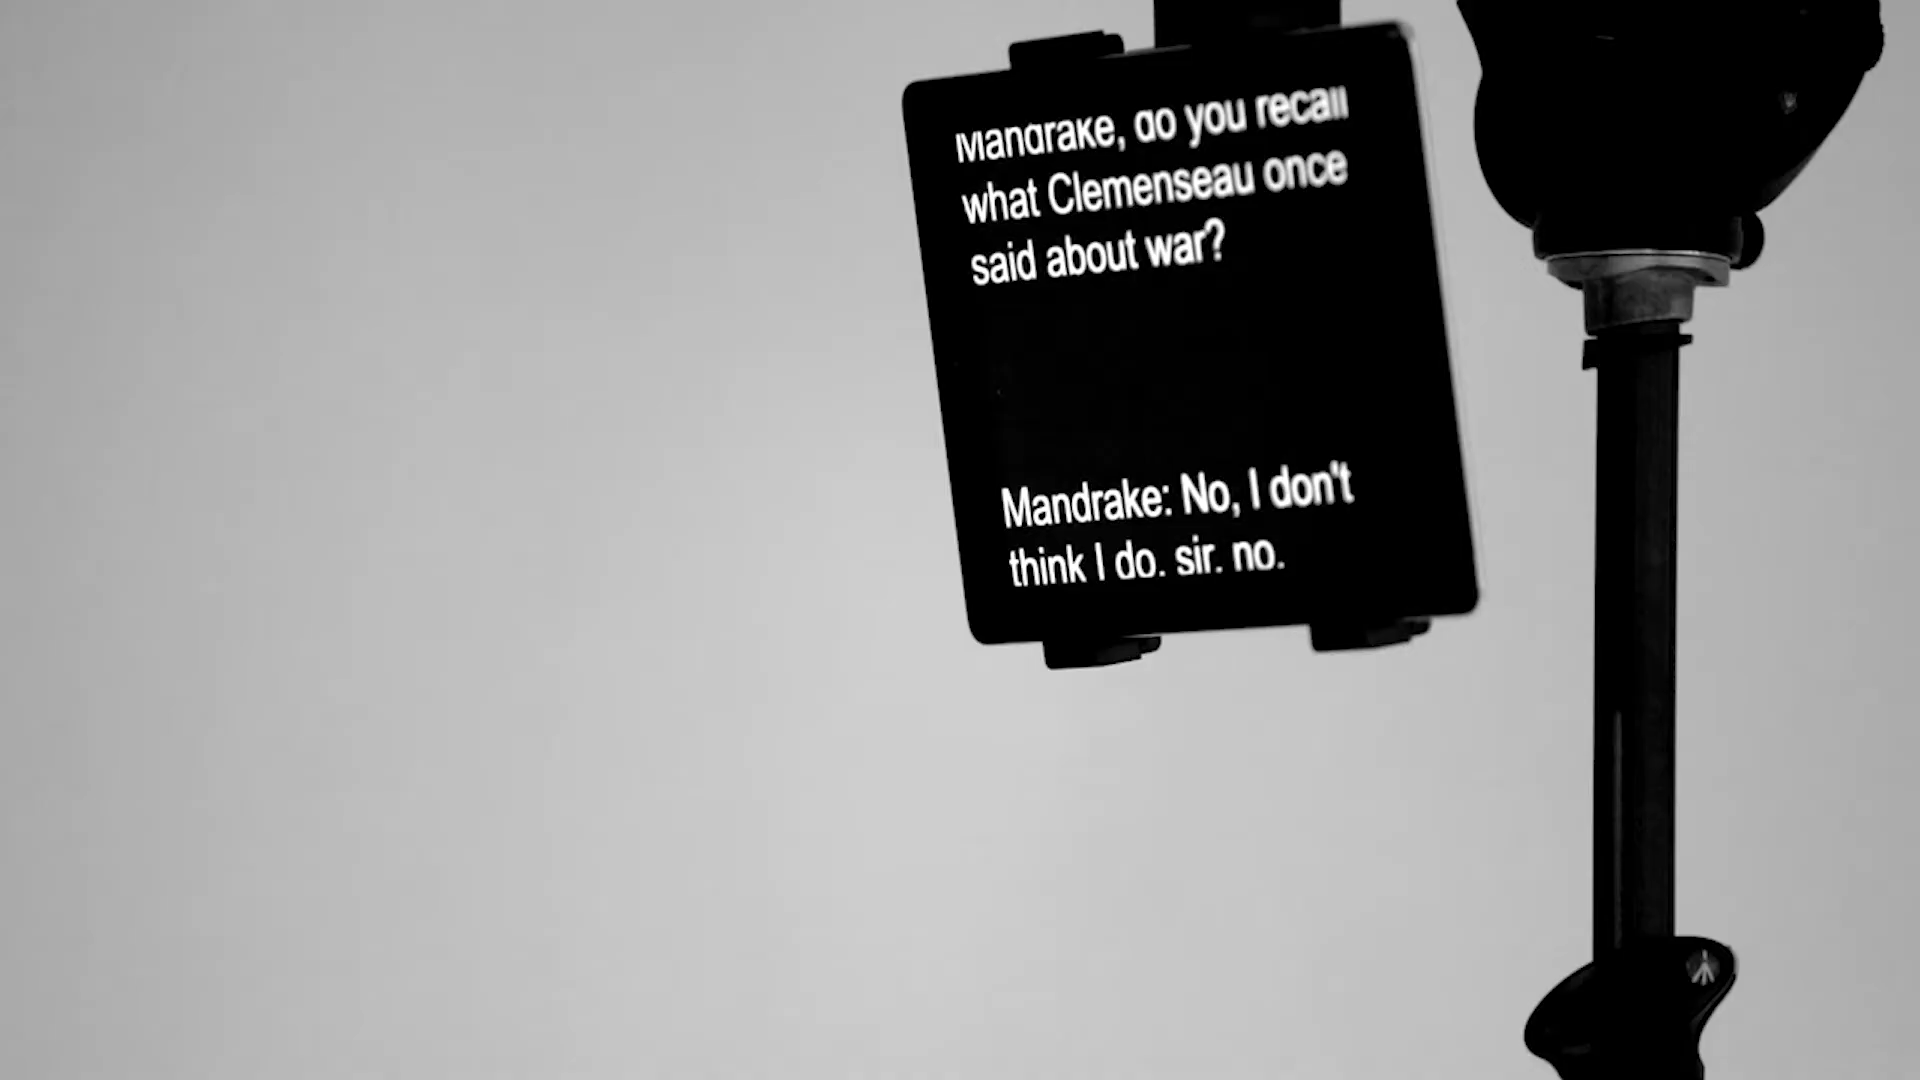 Mandrake, do you recall
what Clemenseau once
said about war?
Mandrake: No, I don't
think I do. sir. no.